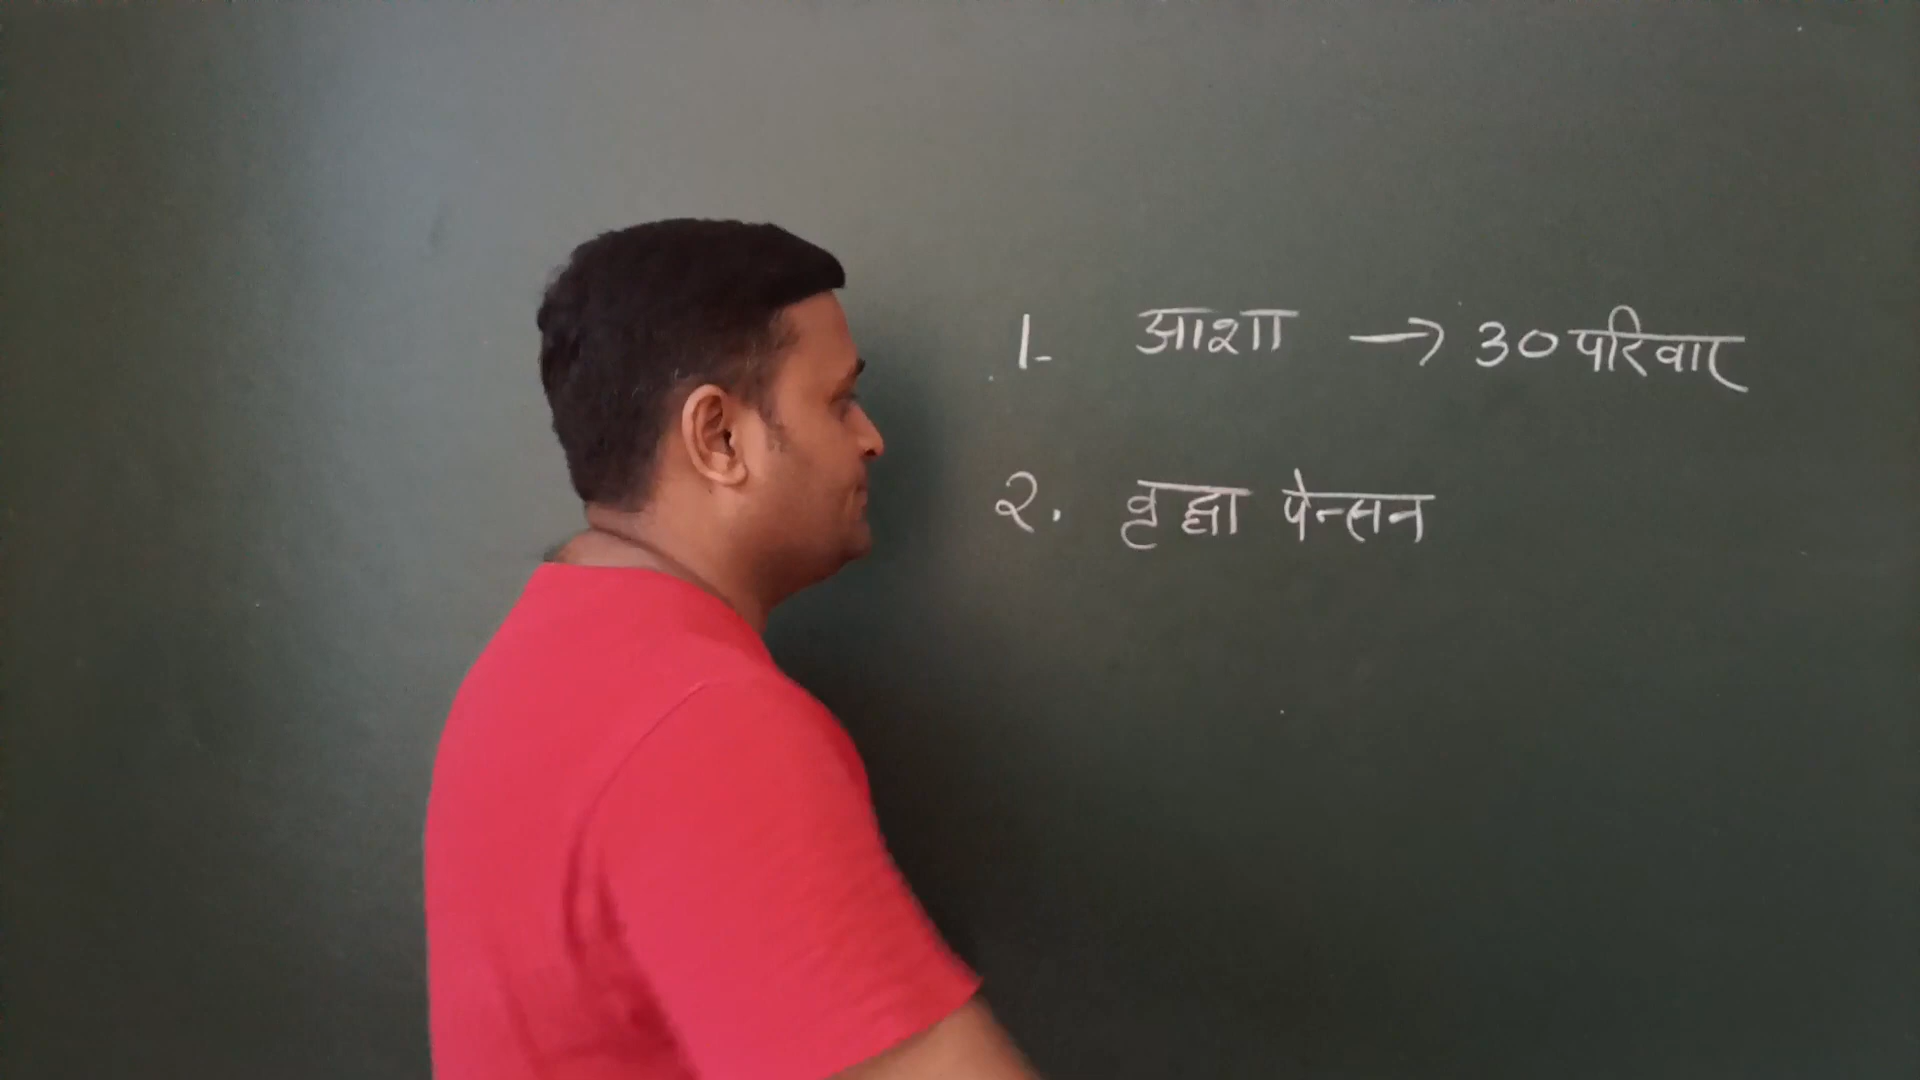 1- आशा → 30 परिवार
२. वृद्धा पेन्सन